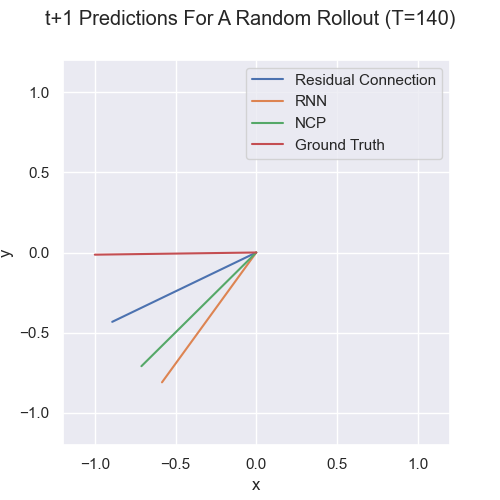 t+1 Predictions For A Random Rollout (T=140)
Residual Connection
RNN
NCP
Ground Truth
1.0
0.5
0.0
−0.5
−1.0
y
−1.0 −0.5 0.0 0.5 1.0
x